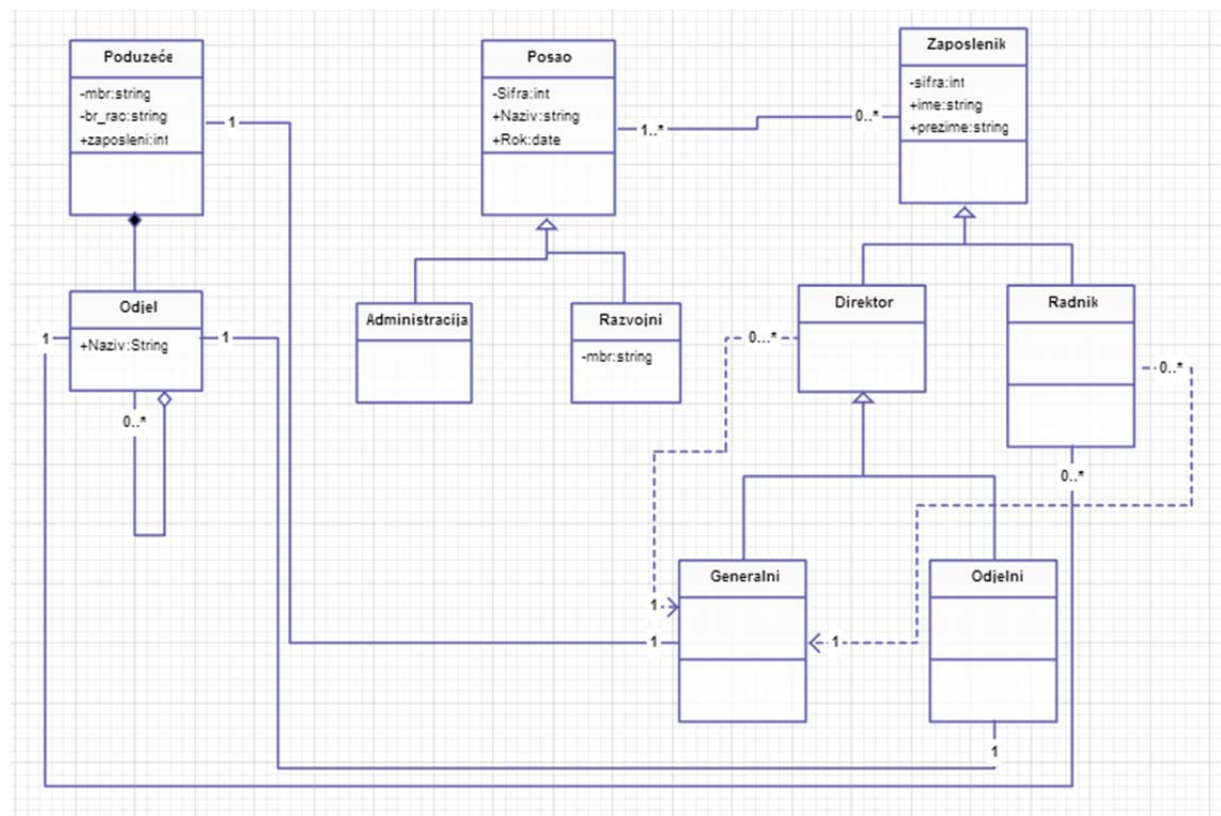 Poduzeće
-mbr:string
-br_rac:string
+zaposleni:int
1
Posao
-Sifra:int
+Naziv:string
+Rok:date
1..*
0..*
Zaposlenik
-sifra:int
+ime:string
+prezime:string
Odjel
+Naziv:String
1
1
0..*
Administracija
Razvojni
-mbr:string
Direktor
0...*
Radnik
0..*
0..*
Generalni
1
1
Odjelni
1
1